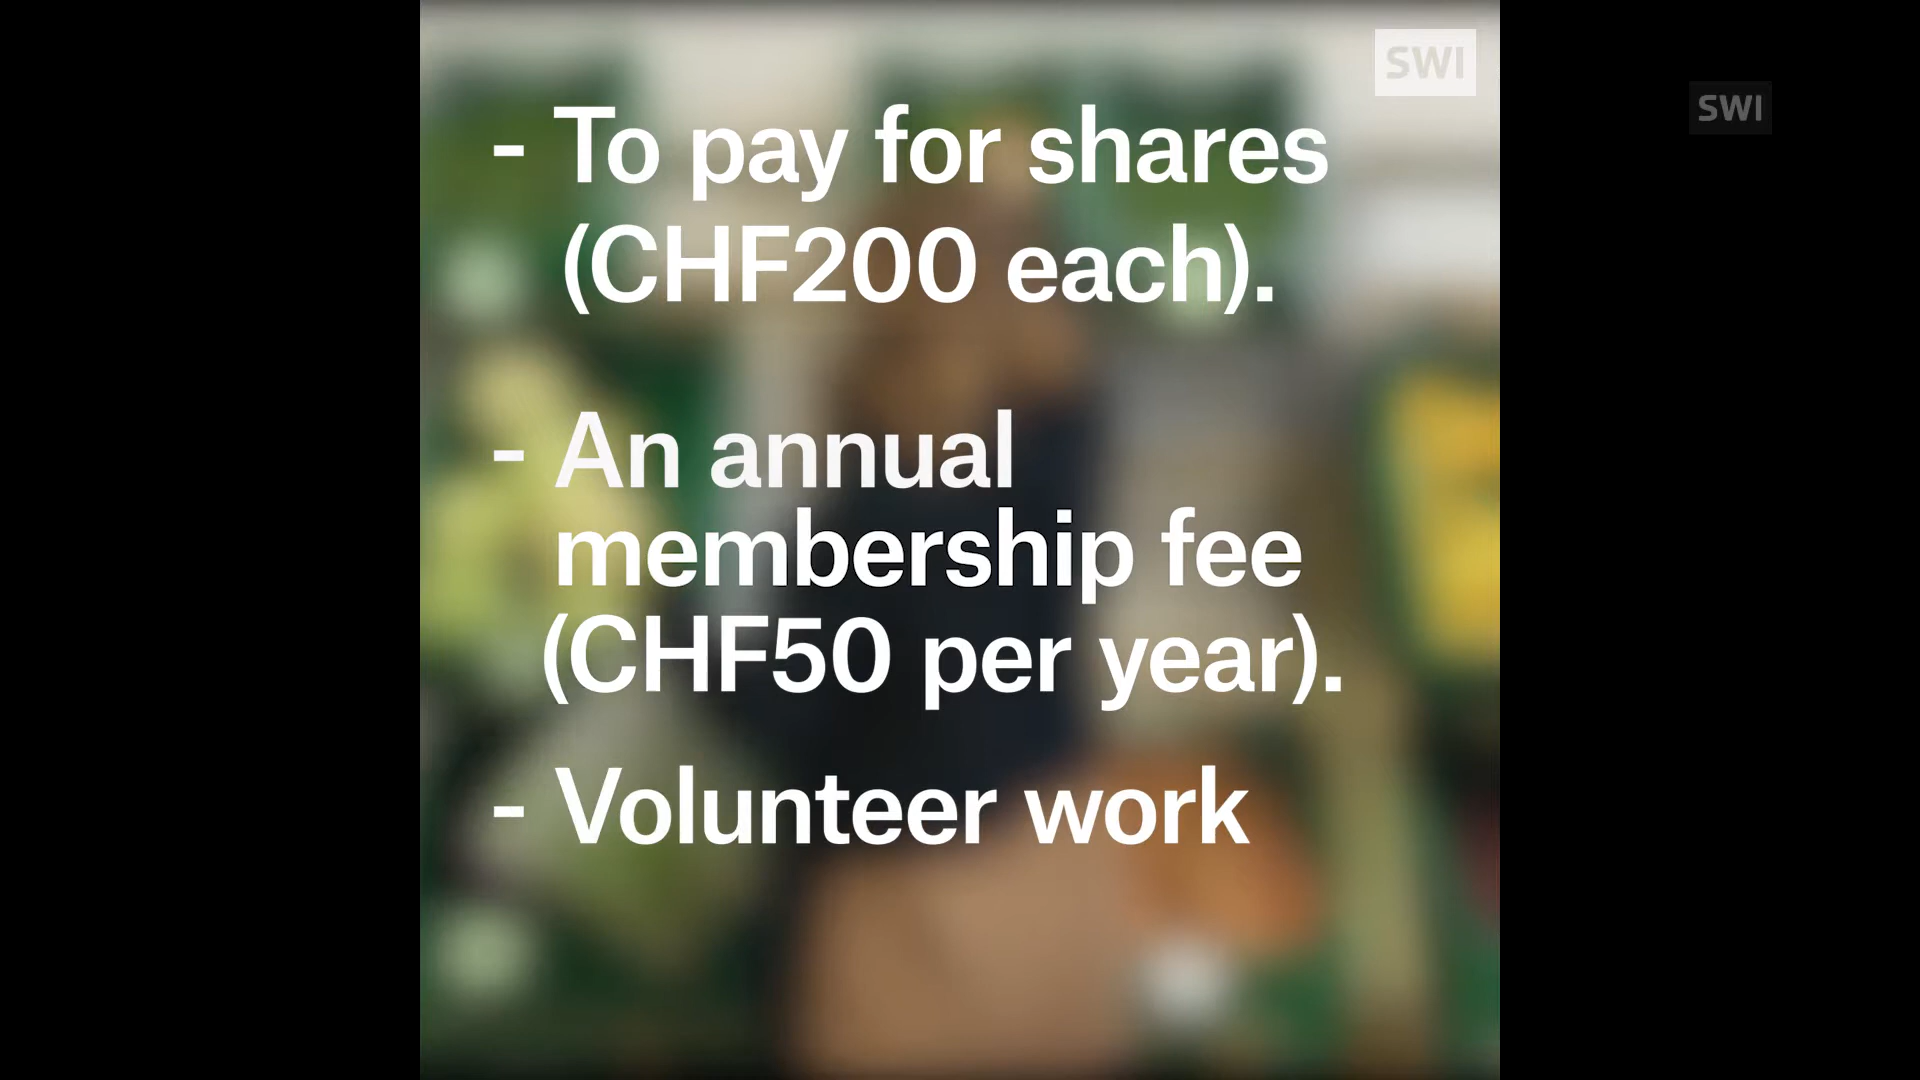 SWI
SWI
- To pay for shares
(CHF200 each).
- An annual
membership fee
(CHF50 per year).
- Volunteer work